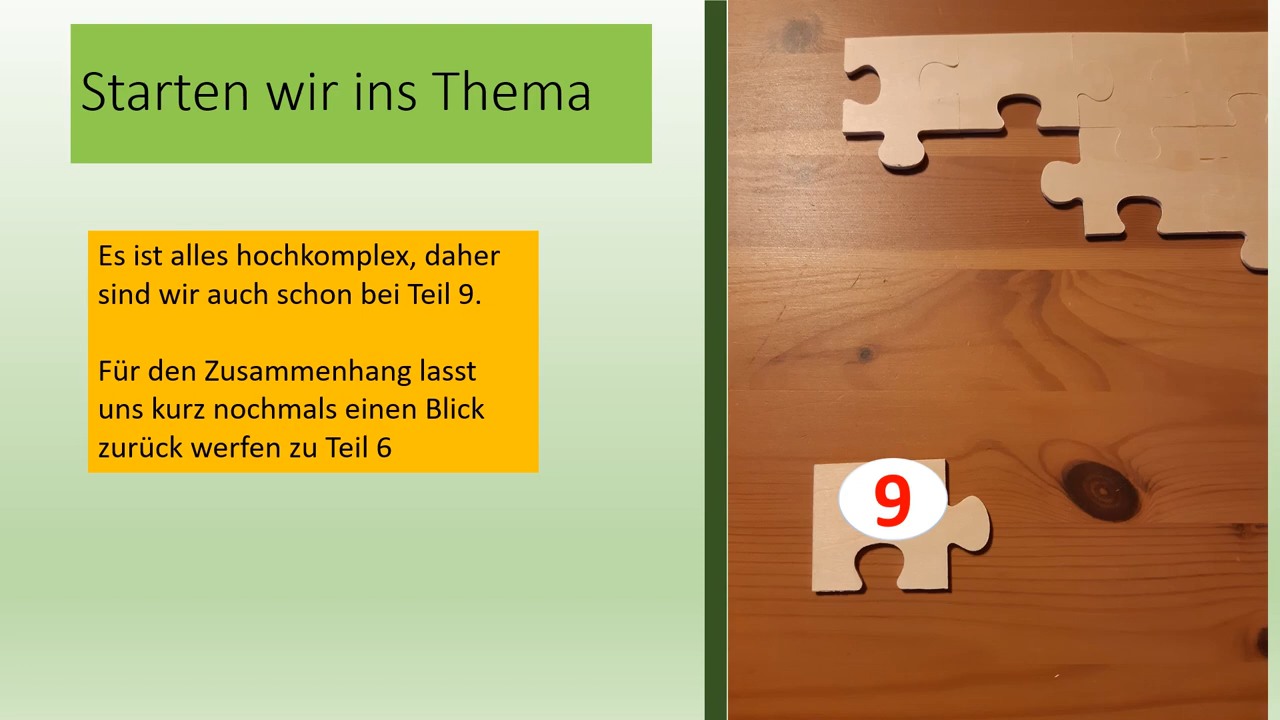 Starten wir ins Thema
Es ist alles hochkomplex, daher
sind wir auch schon bei Teil 9.
Für den Zusammenhang lasst
uns kurz nochmals einen Blick
zurück werfen zu Teil 6
9